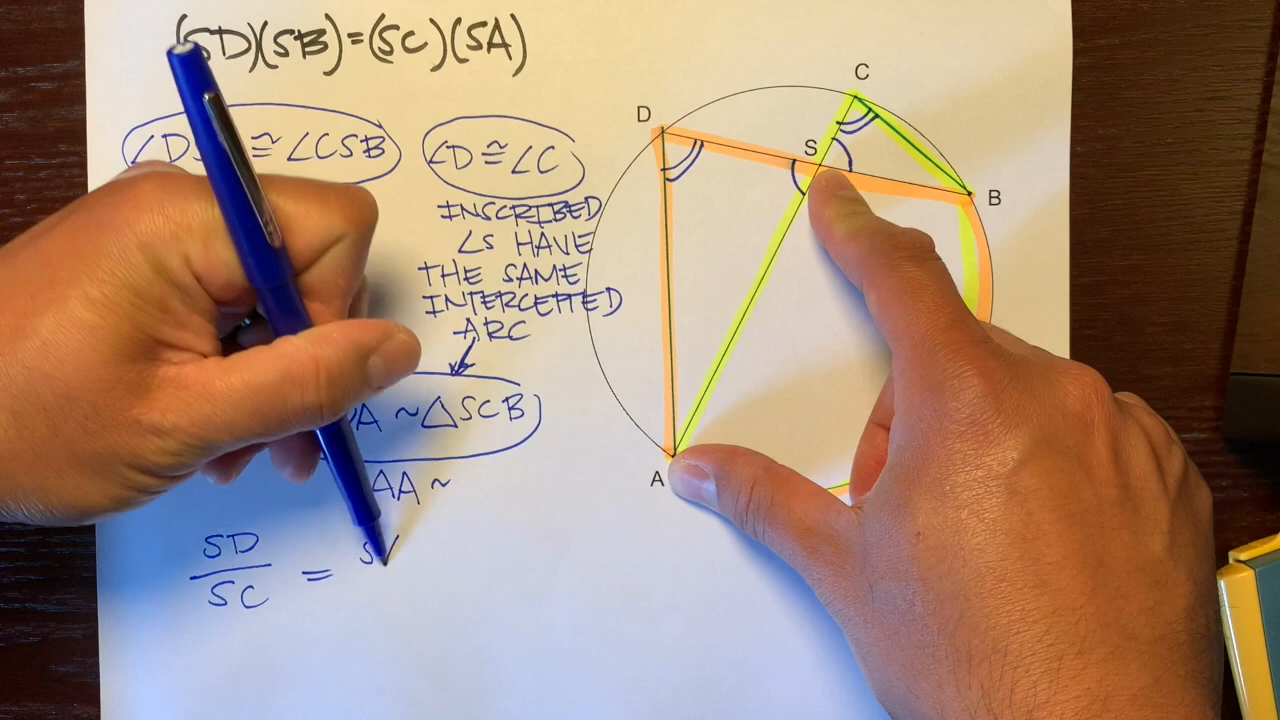 (SD)(SB)=(SC)(SA)
∠D ≅ ∠CSB
∠D ≅ ∠C
INSCRIBED
∠S HAVE
THE SAME
INTERCEPTED
ARC
A ~ △SCB
AA ~
SD
SC
=
C
D
S
B
A